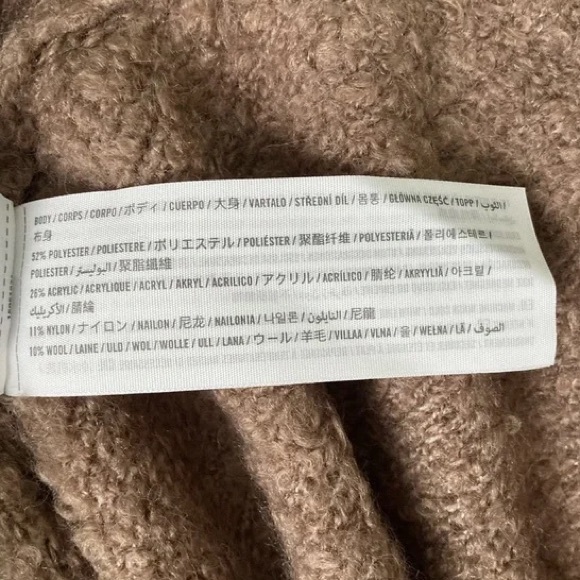 BODY / CORPS / CORPO / ボディ / CUERPO / 大身 / VARTALO / STŘEDNÍ DÍL / 몸통 / GŁÓWNA CZĘŚĆ / TOPP / الثوب /
布身
52% POLYESTER / POLIESTERE / ポリエステル / POLIÉSTER / 聚酯纤维 / POLYESTERIÄ / 폴리에스테르 /
POLIESTER / البوليستر / 聚脂纖維
26% ACRYLIC / ACRYLIQUE / ACRYL / AKRYL / ACRILICO / アクリル / ACRÍLICO / 腈纶 / AKRYYLIÄ / 아크릴 /
الأكريليك / 腈綸
11% NYLON / ナイロン / NAILON / 尼龙 / NAILONIA / 나일론 / النايلون / 尼龍
10% WOOL / LAINE / ULD / WOL / WOLLE / ULL / LANA / ウール / 羊毛 / VILLAA / VLNA / 울 / WEŁNA / LÃ / الصوف